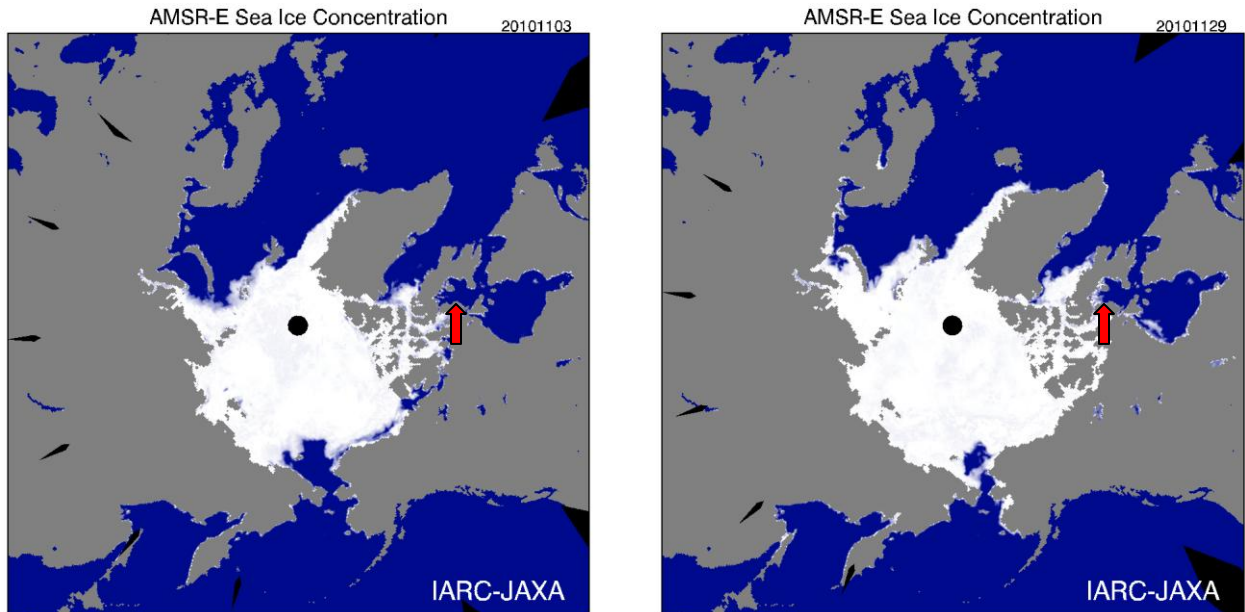 AMSR-E Sea Ice Concentration
20101103
IARC-JAXA
AMSR-E Sea Ice Concentration
20101129
IARC-JAXA